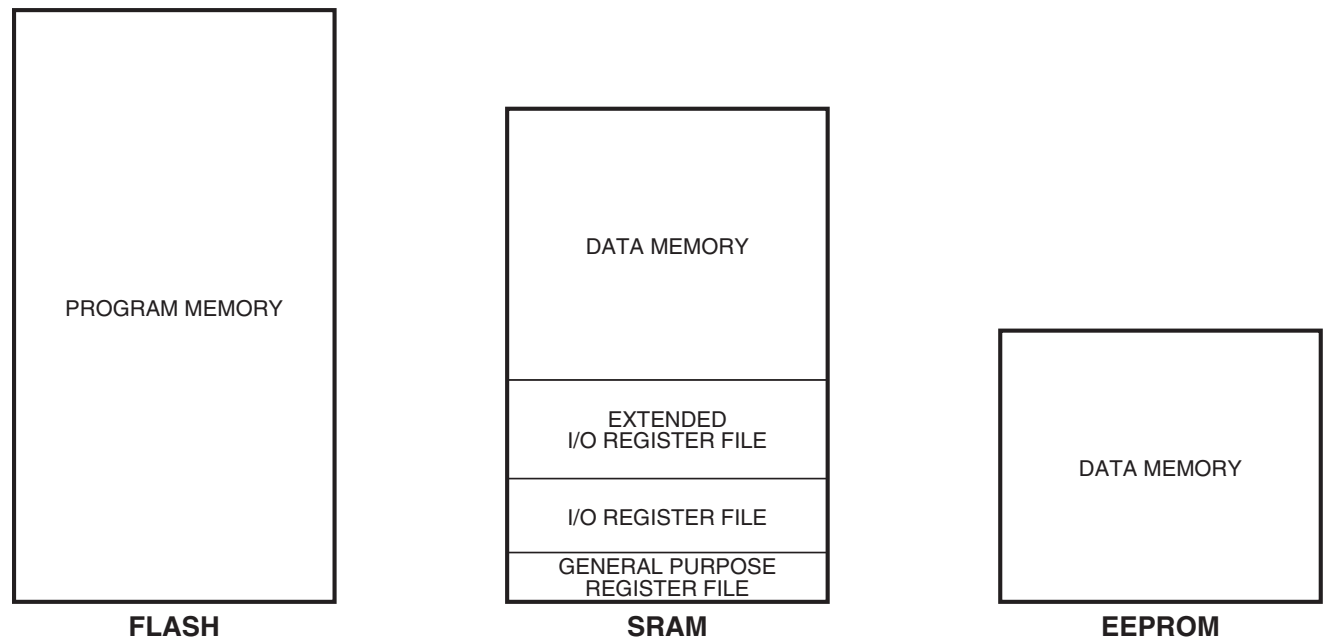 PROGRAM MEMORY
FLASH
DATA MEMORY
EXTENDED
I/O REGISTER FILE
I/O REGISTER FILE
GENERAL PURPOSE
REGISTER FILE
SRAM
DATA MEMORY
EEPROM